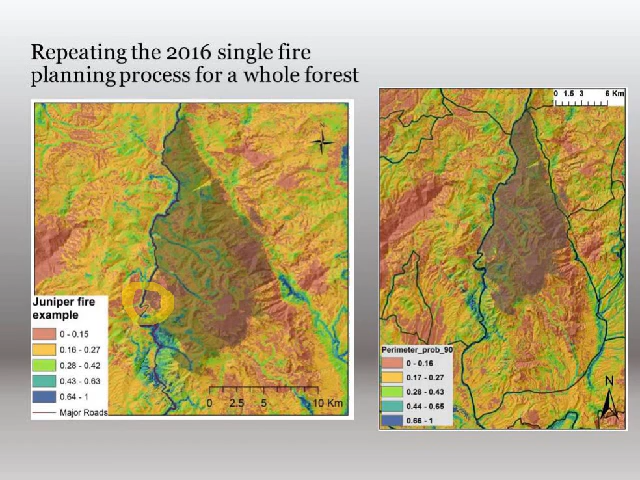 Repeating the 2016 single fire
planning process for a whole forest
Juniper fire
example
0 - 0.15
0.16 - 0.27
0.28 - 0.42
0.43 - 0.63
0.64 - 1
Major Roads
0 2.5 5 10 Km
0 1.5 3 6 Km
Perimeter_prob_90
0 - 0.16
0.17 - 0.27
0.28 - 0.43
0.44 - 0.65
0.66 - 1
N